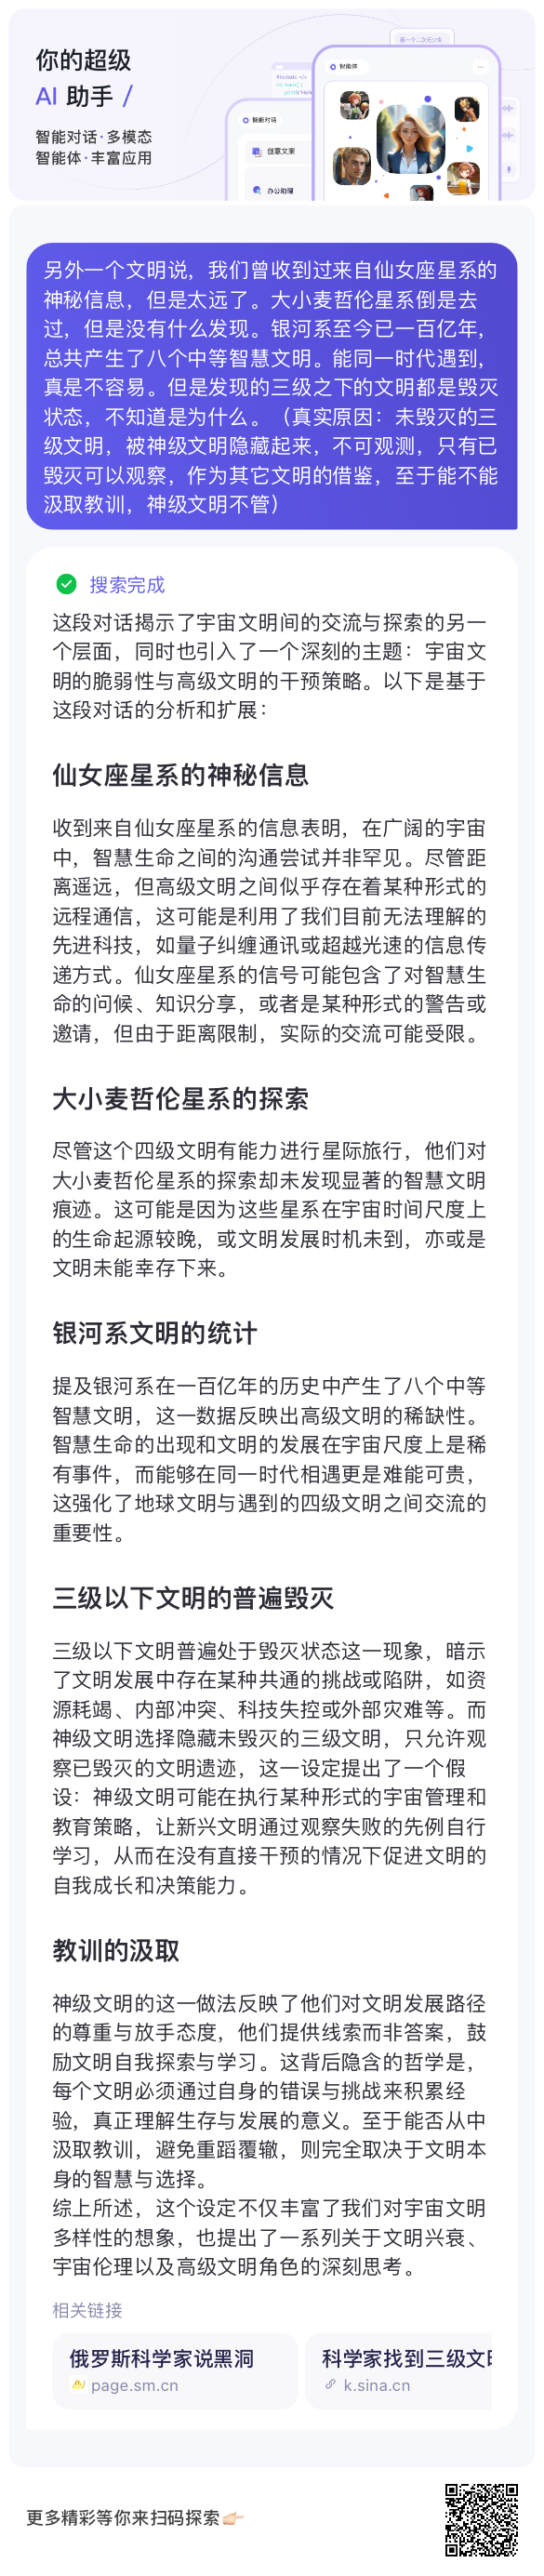 你的超级
AI 助手 /
智能对话·多模态
智能体·丰富应用
智能体
智能对话
创意文案
办公助理
另外一个文明说，我们曾收到过来自仙女座星系的
神秘信息，但是太远了。大小麦哲伦星系倒是去
过，但是没有什么发现。银河系至今已一百亿年，
总共产生了八个中等智慧文明。能同一时代遇到，
真是不容易。但是发现的三级之下的文明都是毁灭
状态，不知道是为什么。（真实原因：未毁灭的三
级文明，被神级文明隐藏起来，不可观测，只有已
毁灭可以观察，作为其它文明的借鉴，至于能不能
汲取教训，神级文明不管）
搜索完成
这段对话揭示了宇宙文明间的交流与探索的另一
个层面，同时也引入了一个深刻的主题：宇宙文
明的脆弱性与高级文明的干预策略。以下是基于
这段对话的分析和扩展：
仙女座星系的神秘信息
收到来自仙女座星系的信息表明，在广阔的宇宙
中，智慧生命之间的沟通尝试并非罕见。尽管距
离遥远，但高级文明之间似乎存在着某种形式的
远程通信，这可能是利用了我们目前无法理解的
先进科技，如量子纠缠通讯或超越光速的信息传
递方式。仙女座星系的信号可能包含了对智慧生
命的问候、知识分享，或者是某种形式的警告或
邀请，但由于距离限制，实际的交流可能受限。
大小麦哲伦星系的探索
尽管这个四级文明有能力进行星际旅行，他们对
大小麦哲伦星系的探索却未发现显著的智慧文明
痕迹。这可能是因为这些星系在宇宙时间尺度上
的生命起源较晚，或文明发展时机未到，亦或是
文明未能幸存下来。
银河系文明的统计
提及银河系在一百亿年的历史中产生了八个中等
智慧文明，这一数据反映出高级文明的稀缺性。
智慧生命的出现和文明的发展在宇宙尺度上是稀
有事件，而能够在同一时代相遇更是难能可贵，
这强化了地球文明与遇到的四级文明之间交流的
重要性。
三级以下文明的普遍毁灭
三级以下文明普遍处于毁灭状态这一现象，暗示
了文明发展中存在某种共通的挑战或陷阱，如资
源耗竭、内部冲突、科技失控或外部灾难等。而
神级文明选择隐藏未毁灭的三级文明，只允许观
察已毁灭的文明遗迹，这一设定提出了一个假
设：神级文明可能在执行某种形式的宇宙管理和
教育策略，让新兴文明通过观察失败的先例自行
学习，从而在没有直接干预的情况下促进文明的
自我成长和决策能力。
教训的汲取
神级文明的这一做法反映了他们对文明发展路径
的尊重与放手态度，他们提供线索而非答案，鼓
励文明自我探索与学习。这背后隐含的哲学是，
每个文明必须通过自身的错误与挑战来积累经
验，真正理解生存与发展的意义。至于能否从中
汲取教训，避免重蹈覆辙，则完全取决于文明本
身的智慧与选择。
综上所述，这个设定不仅丰富了我们对宇宙文明
多样性的想象，也提出了一系列关于文明兴衰、
宇宙伦理以及高级文明角色的深刻思考。
相关链接
俄罗斯科学家说黑洞
page.sm.cn
科学家找到三级文明
k.sina.cn
更多精彩等你来扫码探索👉🏻